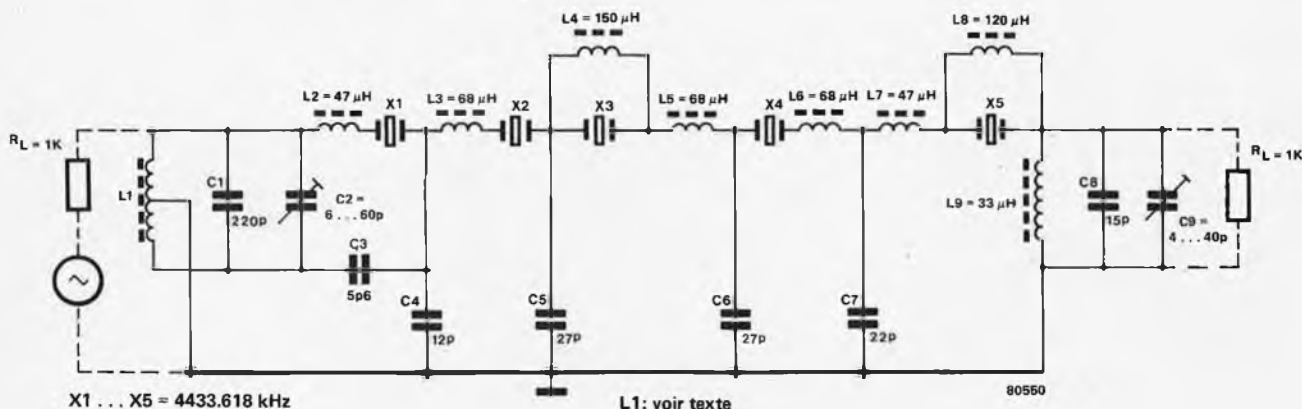 L4 = 150 µH
L8 = 120 µH
L2 = 47 µH
X1
L3 = 68 µH
X2
X3
L5 = 68 µH
X4
L6 = 68 µH
L7 = 47 µH
X5
RL = 1K
L1
C1
220p
C2 =
6 ... 60p
C3
5p6
C4
12p
C5
27p
C6
27p
C7
22p
L9 = 33 µH
C8
15p
C9 =
4 ... 40p
RL = 1K
X1 ... X5 = 4433.618 kHz
L1: voir texte
80550